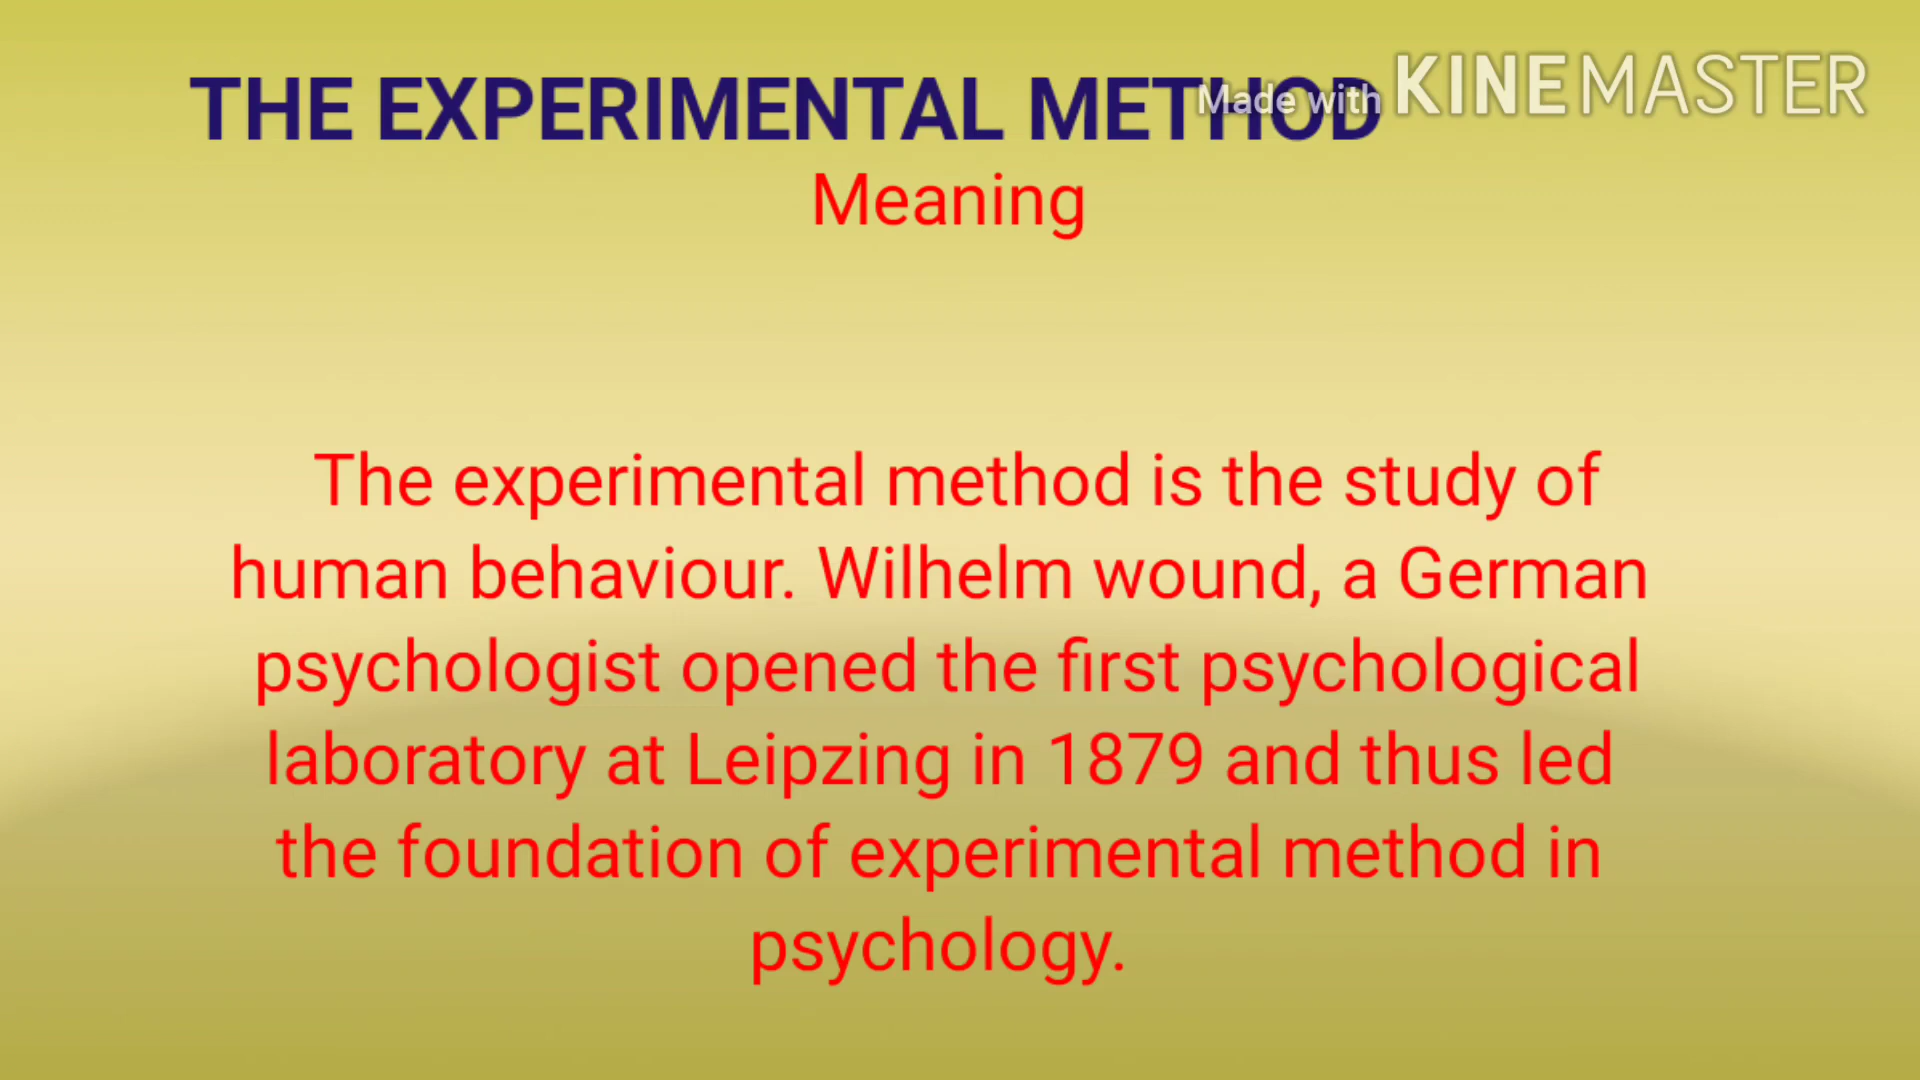 THE EXPERIMENTAL METHOD
Made with KINEMASTER
Meaning
The experimental method is the study of
human behaviour. Wilhelm wound, a German
psychologist opened the first psychological
laboratory at Leipzing in 1879 and thus led
the foundation of experimental method in
psychology.